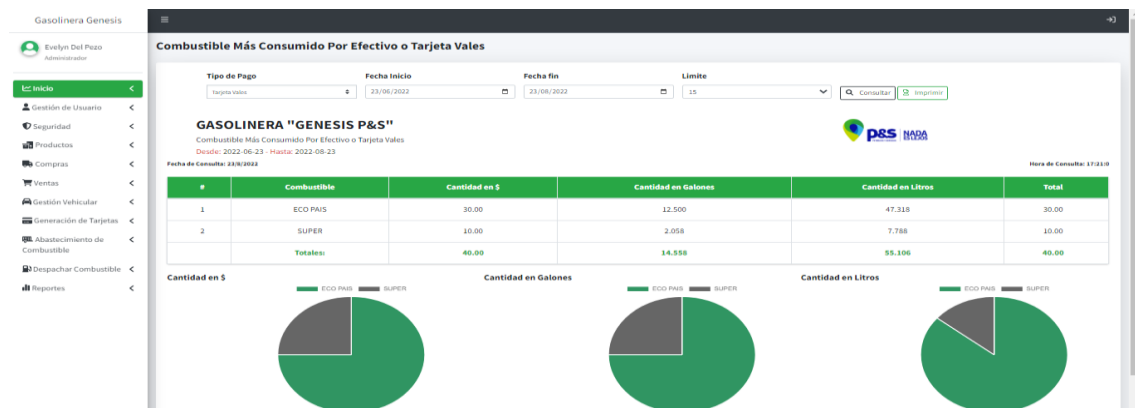 Gasolinera Genesis
Evelyn Del Pezo
Administrador
Inicio
Gestión de Usuario
Seguridad
Productos
Compras
Ventas
Gestión Vehicular
Generación de Tarjetas
Abastecimiento de
Combustible
Despachar Combustible
Reportes
Combustible Más Consumido Por Efectivo o Tarjeta Vales
Tipo de Pago Fecha Inicio Fecha fin Limite
Tarjeta Vales 23/06/2022 23/08/2022 15 Consultar Imprimir
GASOLINERA "GENESIS P&S"
Combustible Más Consumido Por Efectivo o Tarjeta Vales
Desde: 2022-06-23 - Hasta: 2022-08-23
p&s NADA ES LEJOS
Fecha de Consulta: 23/8/2022 Hora de Consulta: 17:21:0
# Combustible Cantidad en $ Cantidad en Galones Cantidad en Litros Total
1 ECO PAIS 30.00 12.500 47.318 30.00
2 SUPER 10.00 2.058 7.788 10.00
Totales: 40.00 14.558 55.106 40.00
Cantidad en $ Cantidad en Galones Cantidad en Litros
ECO PAIS SUPER ECO PAIS SUPER ECO PAIS SUPER